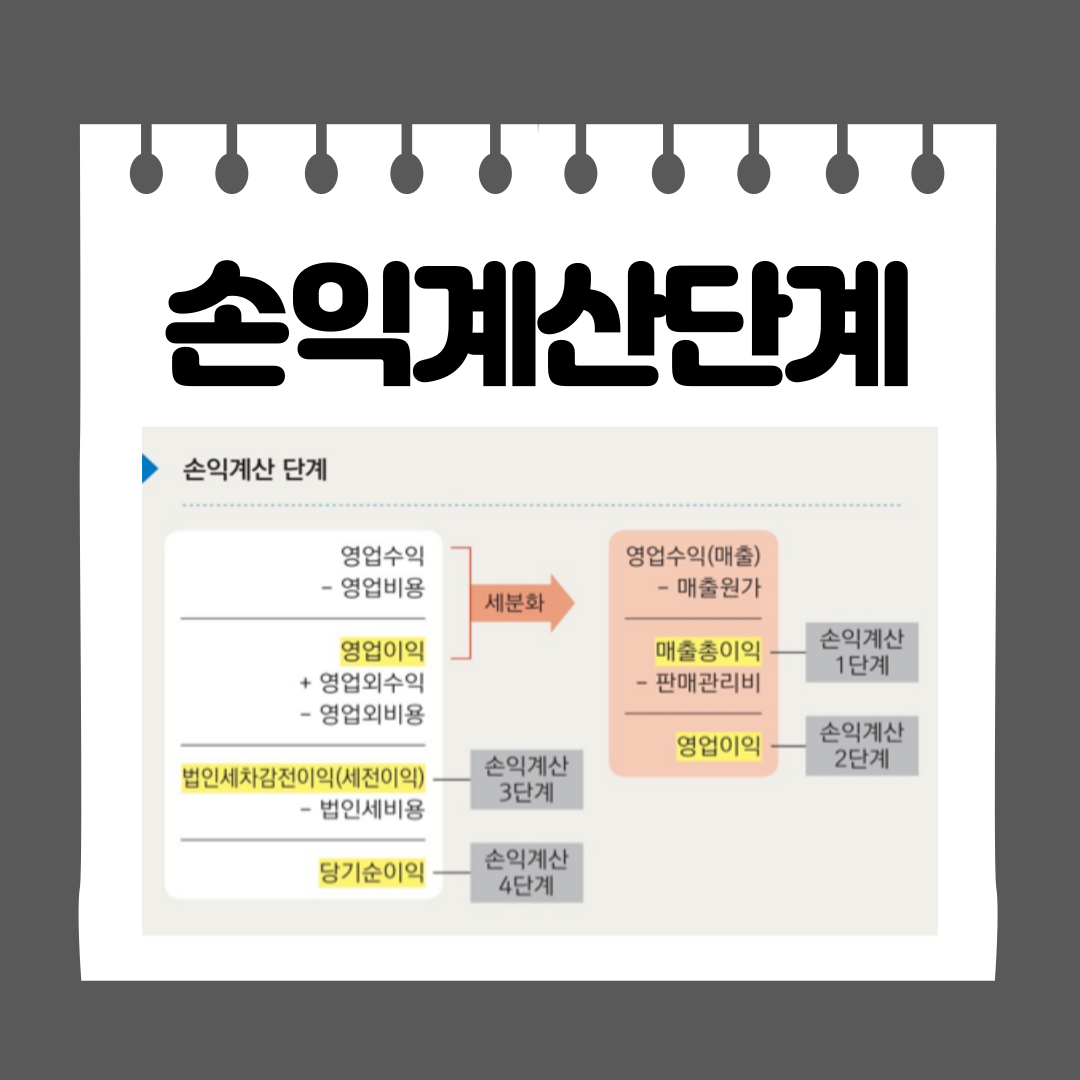 손익계산단계
손익계산 단계
영업수익
- 영업비용
영업이익
+ 영업외수익
- 영업외비용
법인세차감전이익(세전이익)
- 법인세비용
당기순이익
세분화
손익계산
3단계
손익계산
4단계
영업수익(매출)
- 매출원가
매출총이익
- 판매관리비
영업이익
손익계산
1단계
손익계산
2단계